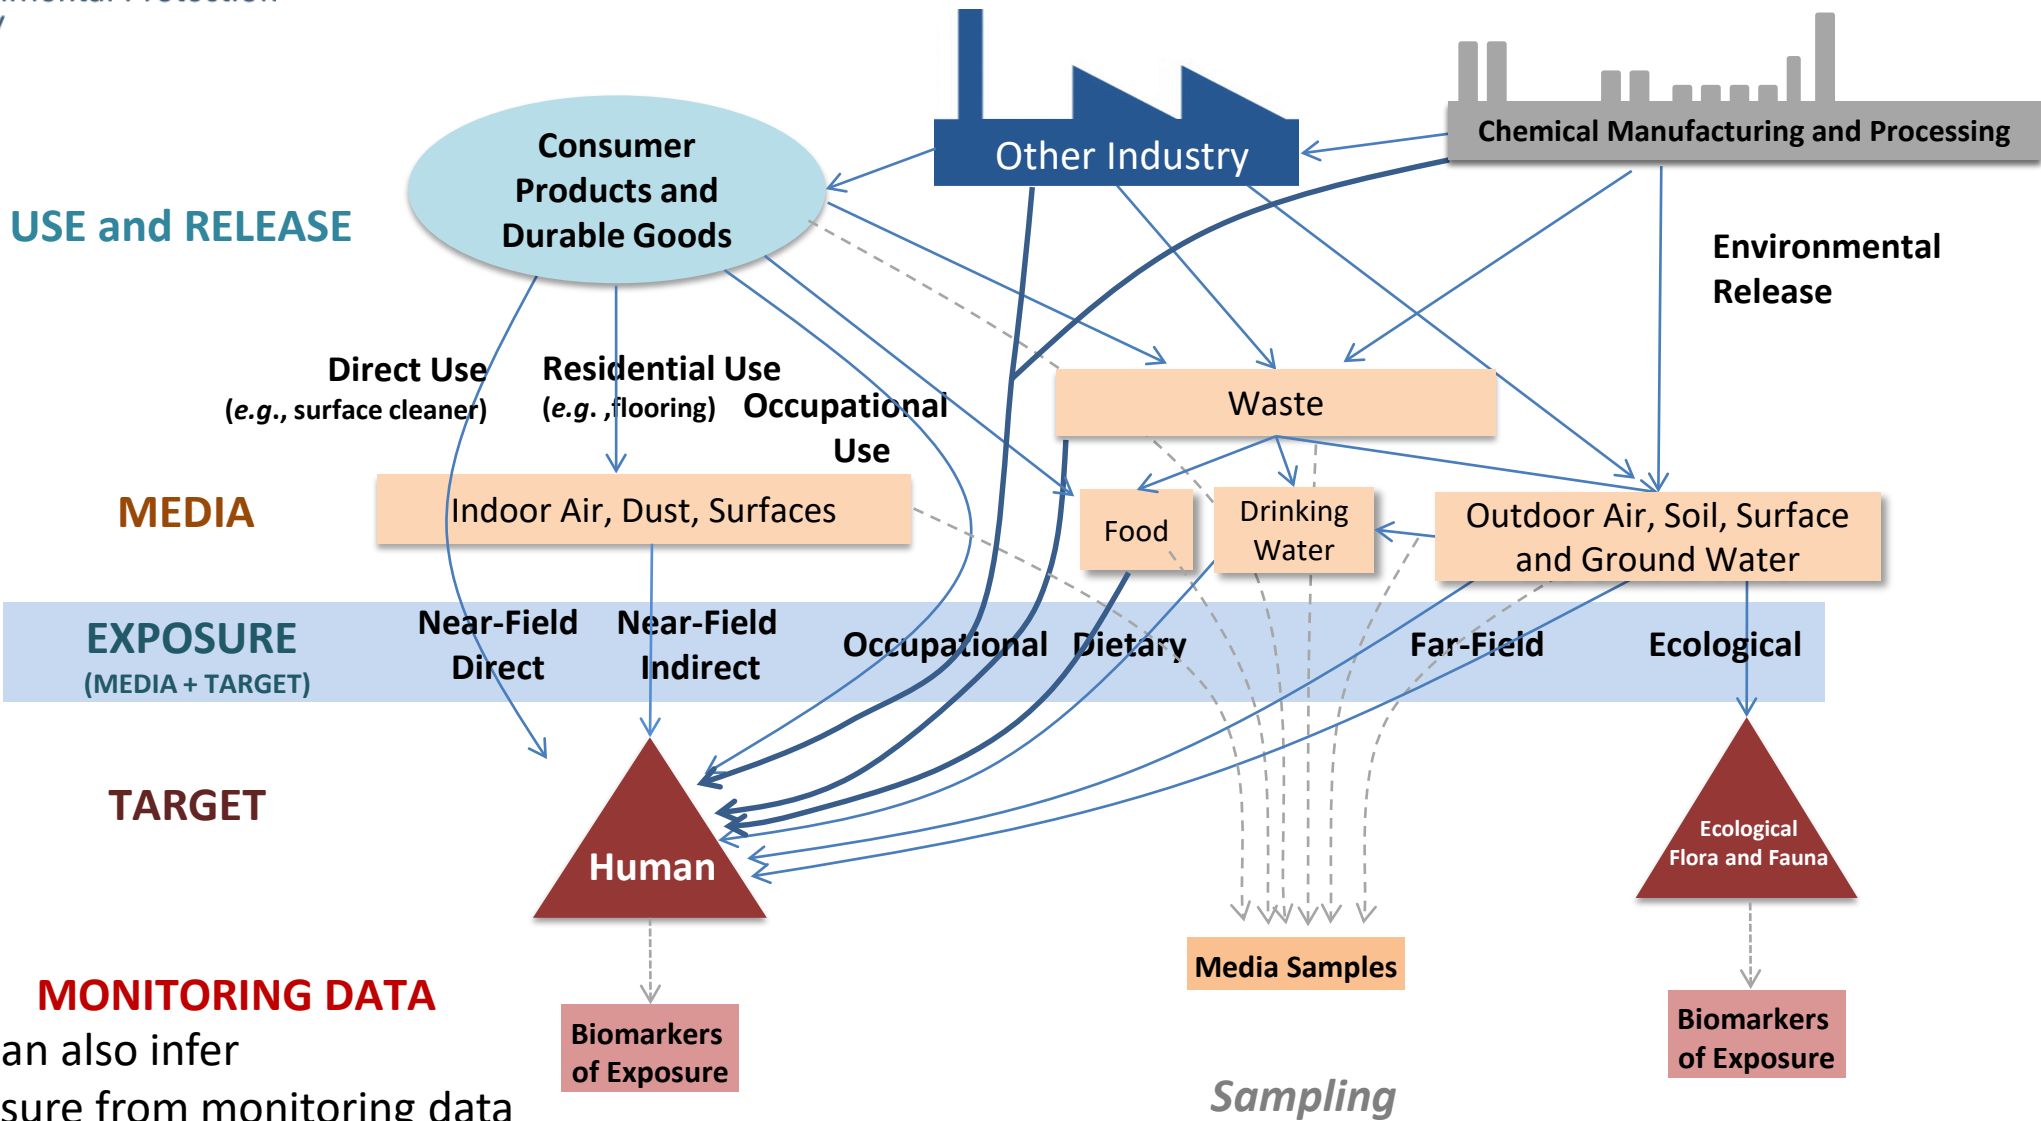 Consumer
Products and
Durable Goods
Other Industry
Chemical Manufacturing and Processing
USE and RELEASE
Environmental
Release
Direct Use
(e.g., surface cleaner)
Residential Use
(e.g. ,flooring)
Occupational
Use
Waste
MEDIA
Indoor Air, Dust, Surfaces
Food
Drinking
Water
Outdoor Air, Soil, Surface
and Ground Water
EXPOSURE
(MEDIA + TARGET)
Near-Field
Direct
Near-Field
Indirect
Occupational
Dietary
Far-Field
Ecological
TARGET
Human
Ecological
Flora and Fauna
MONITORING DATA
an also infer
sure from monitoring data
Biomarkers
of Exposure
Media Samples
Biomarkers
of Exposure
Sampling